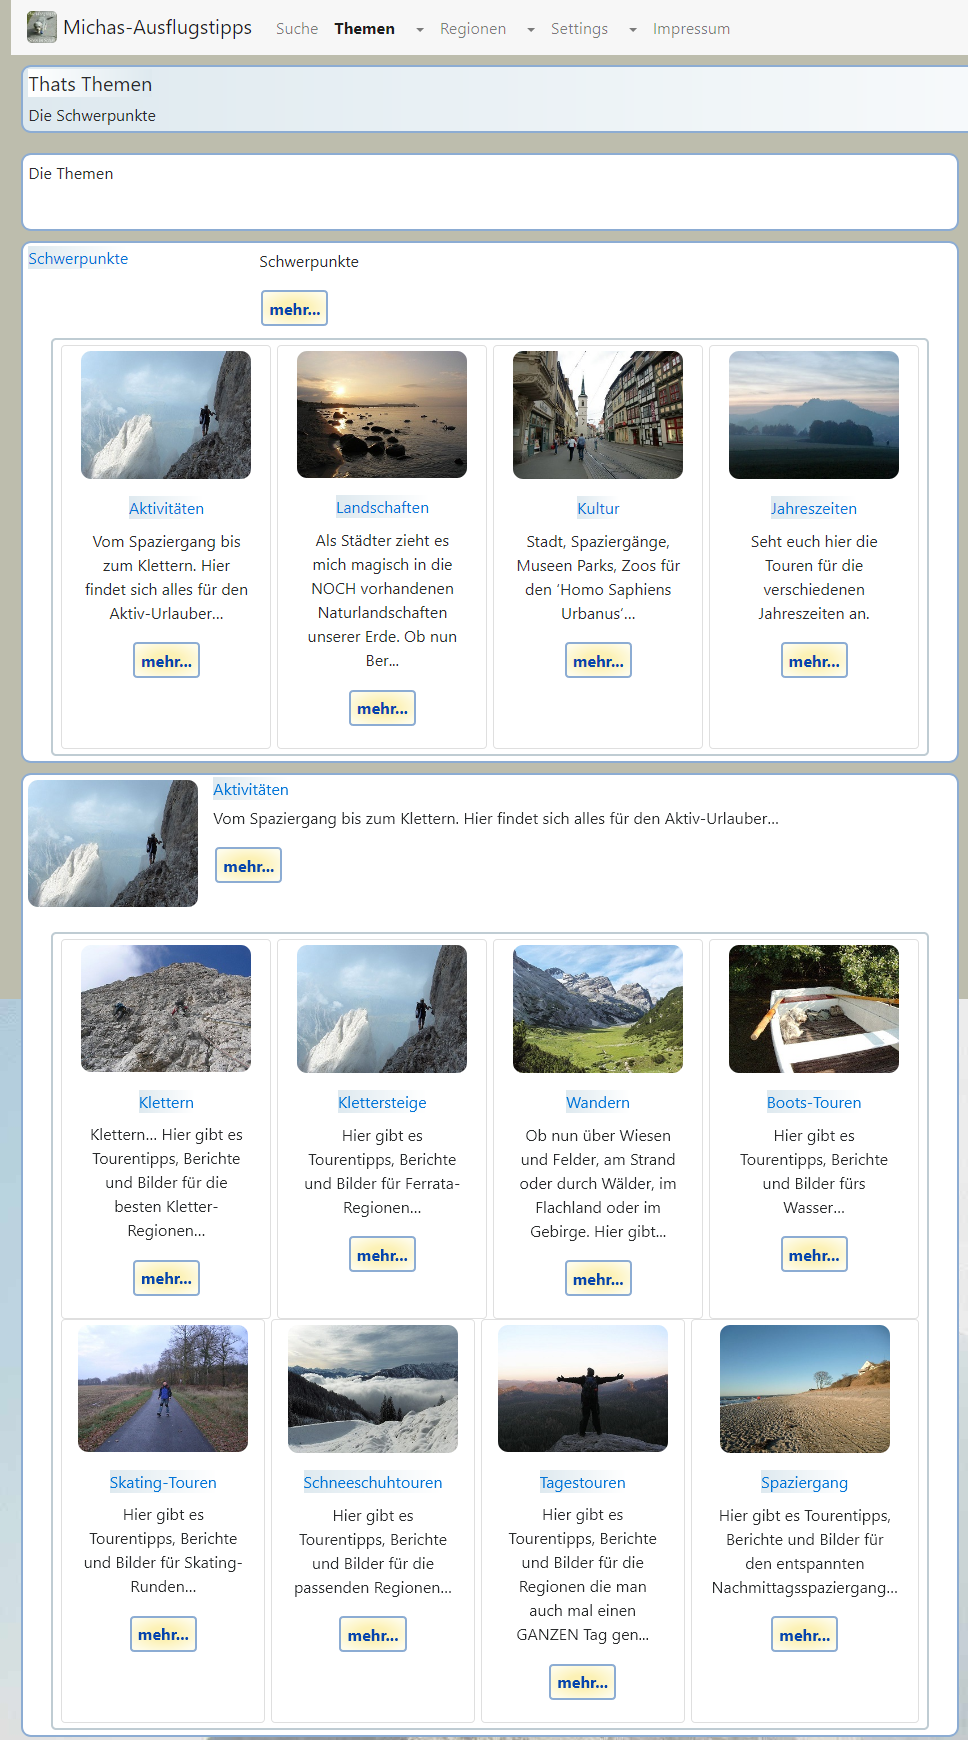 Michas-Ausflugstipps Suche Themen Regionen Settings Impressum
Thats Themen
Die Schwerpunkte
Die Themen
Schwerpunkte
Schwerpunkte
mehr...
Aktivitäten
Vom Spaziergang bis
zum Klettern. Hier
findet sich alles für den
Aktiv-Urlauber...
mehr...
Landschaften
Als Städter zieht es
mich magisch in die
NOCH vorhandenen
Naturlandschaften
unserer Erde. Ob nun
Ber...
mehr...
Kultur
Stadt, Spaziergänge,
Museen Parks, Zoos für
den 'Homo Saphiens
Urbanus'...
mehr...
Jahreszeiten
Seht euch hier die
Touren für die
verschiedenen
Jahreszeiten an.
mehr...
Aktivitäten
Vom Spaziergang bis zum Klettern. Hier findet sich alles für den Aktiv-Urlauber...
mehr...
Klettern
Klettern... Hier gibt es
Tourentipps, Berichte
und Bilder für die
besten Kletter-
Regionen...
mehr...
Klettersteige
Hier gibt es
Tourentipps, Berichte
und Bilder für Ferrata-
Regionen...
mehr...
Wandern
Ob nun über Wiesen
und Felder, am Strand
oder durch Wälder, im
Flachland oder im
Gebirge. Hier gibt...
mehr...
Boots-Touren
Hier gibt es
Tourentipps, Berichte
und Bilder fürs
Wasser...
mehr...
Skating-Touren
Hier gibt es
Tourentipps, Berichte
und Bilder für Skating-
Runden...
mehr...
Schneeschuhtouren
Hier gibt es
Tourentipps, Berichte
und Bilder für die
passenden Regionen...
mehr...
Tagestouren
Hier gibt es
Tourentipps, Berichte
und Bilder für die
Regionen die man
auch mal einen
GANZEN Tag gen...
mehr...
Spaziergang
Hier gibt es Tourentipps,
Berichte und Bilder für
den entspannten
Nachmittagsspaziergang...
mehr...